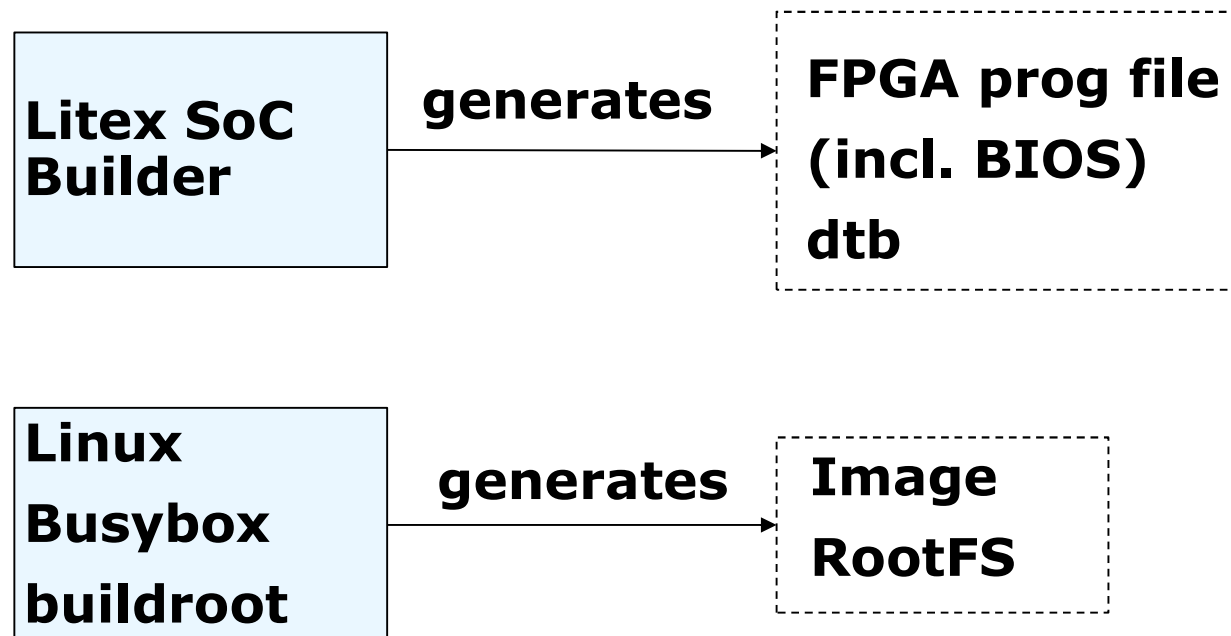 Litex SoC
Builder
generates
FPGA prog file
(incl. BIOS)
dtb
Linux
Busybox
buildroot
generates
Image
RootFS